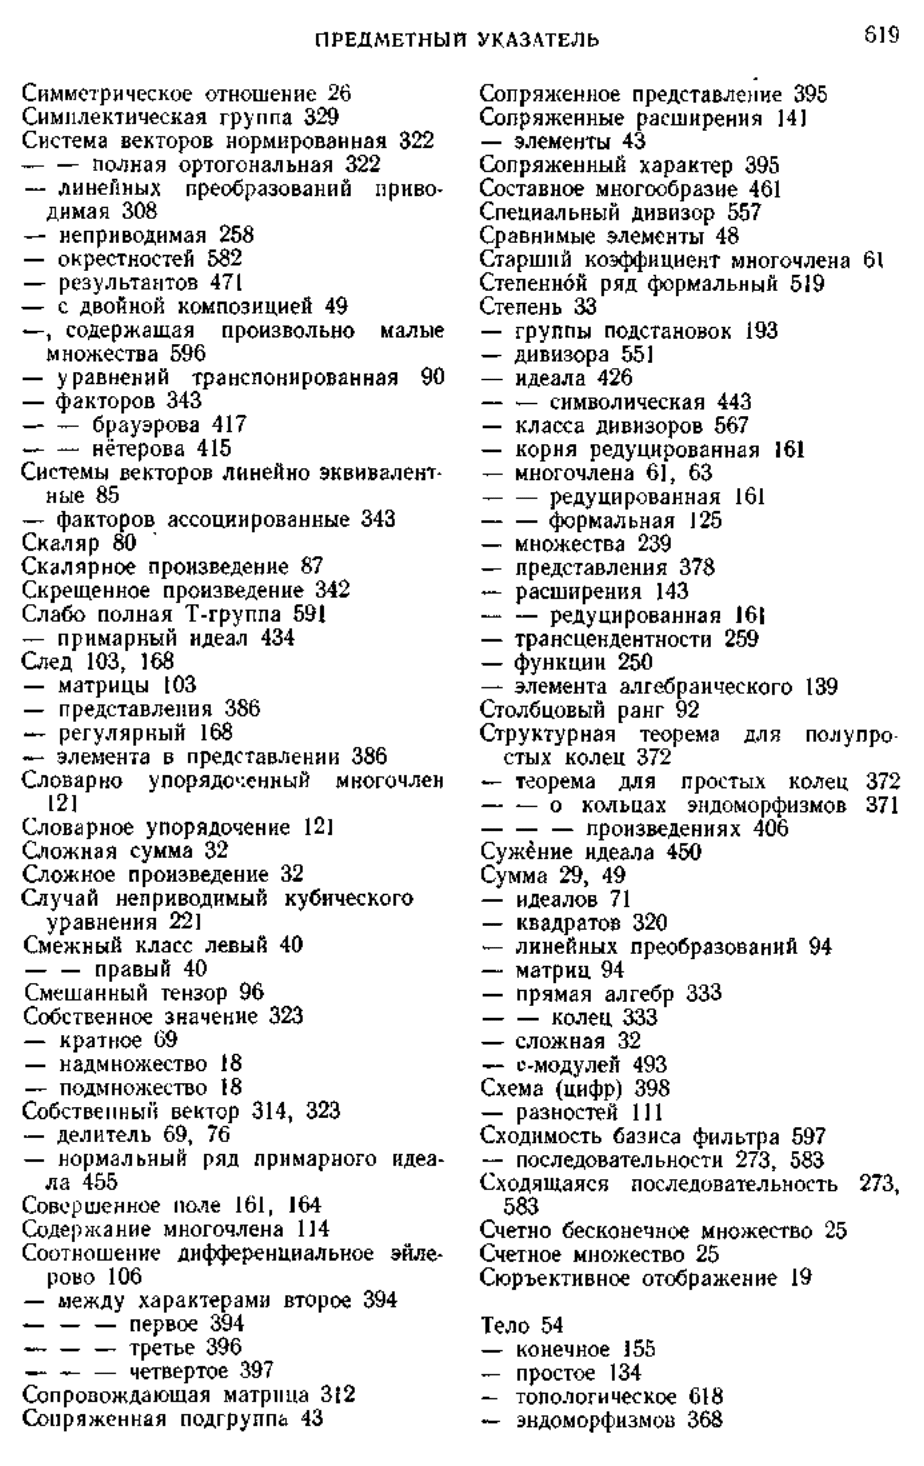 ПРЕДМЕТНЫЙ УКАЗАТЕЛЬ
619
Симметрическое отношение 26
Симплектическая группа 329
Система векторов нормированная 322
— — полная ортогональная 322
— линейных преобразований приво-
димая 308
— неприводимая 258
— окрестностей 582
— результантов 471
— с двойной композицией 49
—, содержащая произвольно малые
множества 596
— уравнений транспонированная 90
— факторов 343
— — брауэрова 417
— — нётерова 415
Системы векторов линейно эквивалент-
ные 85
— факторов ассоциированные 343
Скаляр 80
Скалярное произведение 87
Скрещенное произведение 342
Слабо полная Т-группа 591
— примарный идеал 434
След 103, 168
— матрицы 103
— представления 386
— регулярный 168
— элемента в представлении 386
Словарно упорядоченный многочлен
121
Словарное упорядочение 121
Сложная сумма 32
Сложное произведение 32
Случай неприводимый кубического
уравнения 221
Смежный класс левый 40
— — правый 40
Смешанный тензор 96
Собственное значение 323
— кратное 69
— надмножество 18
— подмножество 18
Собственный вектор 314, 323
— делитель 69, 76
— нормальный ряд примарного идеа-
ла 455
Совершенное поле 161, 164
Содержание многочлена 114
Соотношение дифференциальное эйле-
рово 106
— между характерами второе 394
— — — первое 394
— — — третье 396
— — — четвертое 397
Сопровождающая матрица 312
Сопряженная подгруппа 43
Сопряженное представление 395
Сопряженные расширения 141
— элементы 43
Сопряженный характер 395
Составное многообразие 461
Специальный дивизор 557
Сравнимые элементы 48
Старший коэффициент многочлена 61
Степеннóй ряд формальный 519
Степень 33
— группы подстановок 193
— дивизора 551
— идеала 426
— — символическая 443
— класса дивизоров 567
— корня редуцированная 161
— многочлена 61, 63
— — редуцированная 161
— — формальная 125
— множества 239
— представления 378
— расширения 143
— — редуцированная 161
— трансцендентности 259
— функции 250
— элемента алгебраического 139
Столбцовый ранг 92
Структурная теорема для полупро-
стых колец 372
— теорема для простых колец 372
— — о кольцах эндоморфизмов 371
— — — произведениях 406
Сужение идеала 450
Сумма 29, 49
— идеалов 71
— квадратов 320
— линейных преобразований 94
— матриц 94
— прямая алгебр 333
— — колец 333
— сложная 32
— с-модулей 493
Схема (цифр) 398
— разностей 111
Сходимость базиса фильтра 597
— последовательности 273, 583
Сходящаяся последовательность 273,
583
Счетно бесконечное множество 25
Счетное множество 25
Сюръективное отображение 19
Тело 54
— конечное 155
— простое 134
— топологическое 618
— эндоморфизмов 368